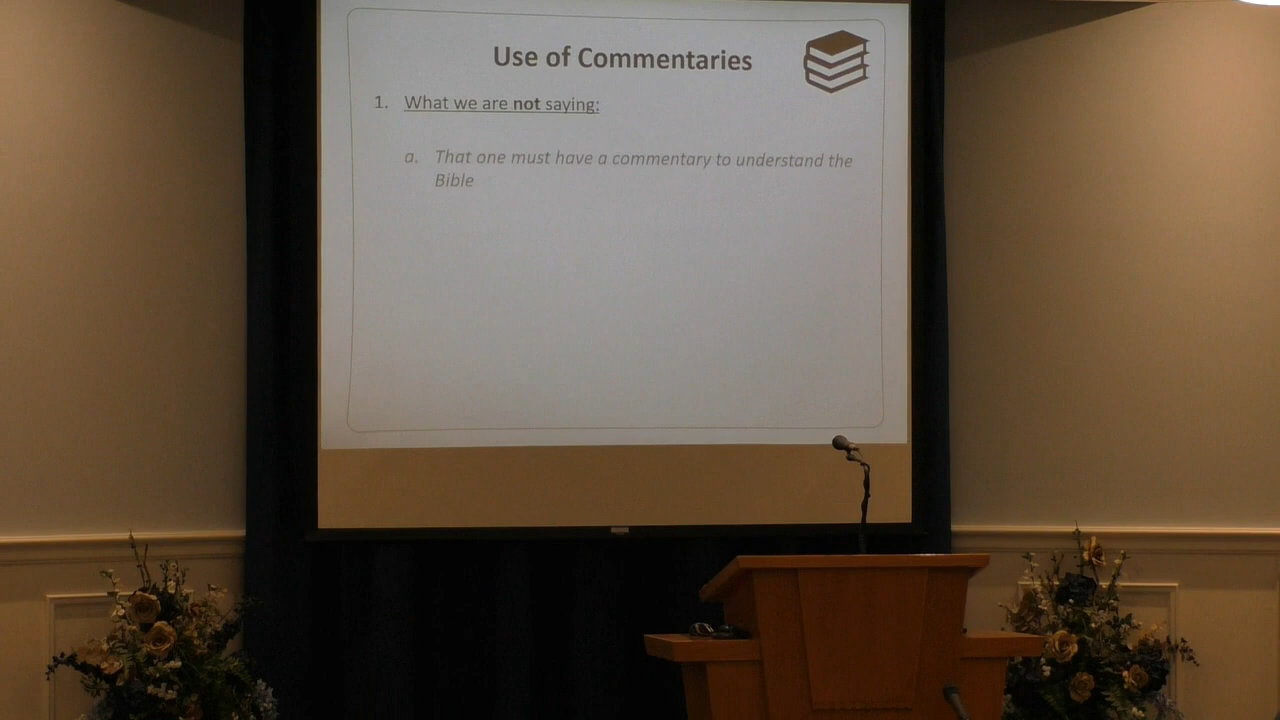 Use of Commentaries
1. What we are not saying:
a. That one must have a commentary to understand the
Bible